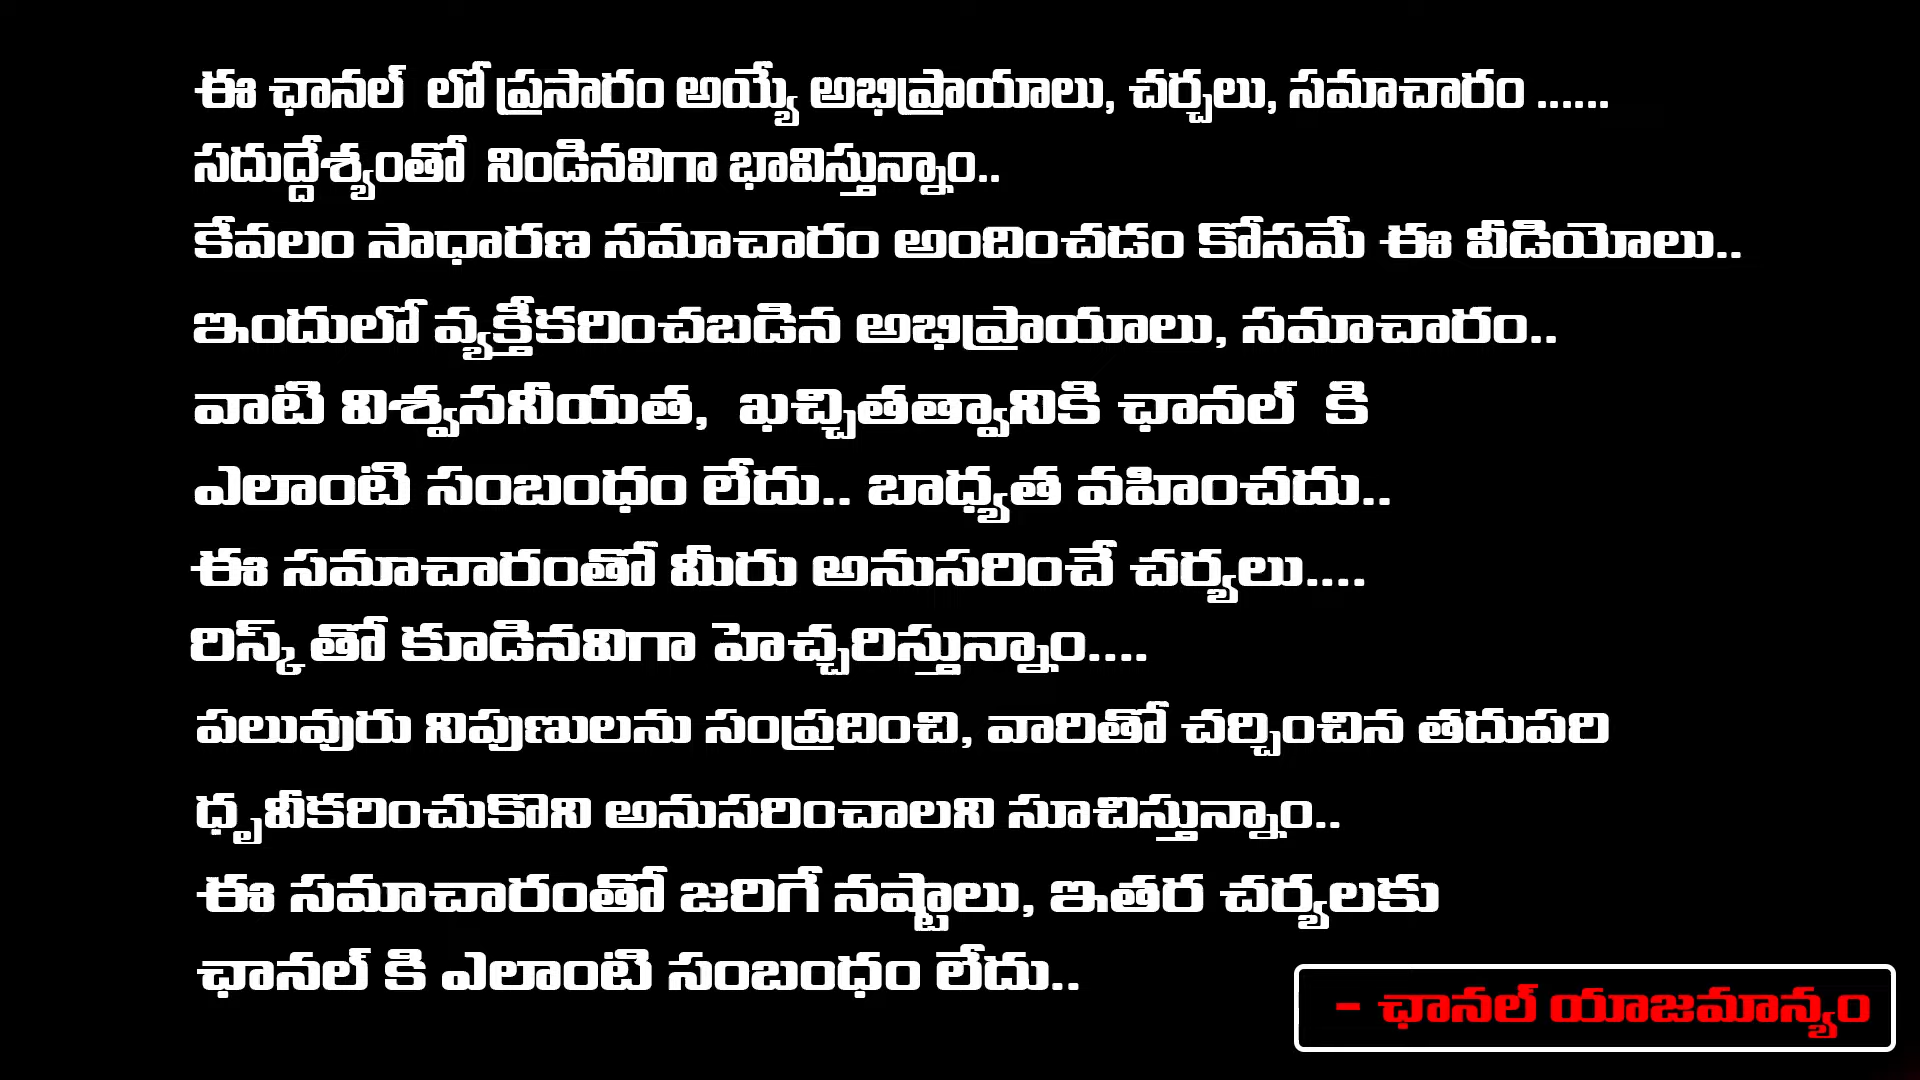 ఈ ఛానల్ లో ప్రసారం అయ్యే అభిప్రాయాలు, చర్చలు, సమాచారం ......
సదుద్దేశ్యంతో నిండినవిగా భావిస్తున్నాం..
కేవలం సాధారణ సమాచారం అందించడం కోసమే ఈ వీడియోలు..
ఇందులో వ్యక్తీకరించబడిన అభిప్రాయాలు, సమాచారం..
వాటి విశ్వసనీయత, ఖచ్చితత్వానికి ఛానల్ కి
ఎలాంటి సంబంధం లేదు.. బాధ్యత వహించదు..
ఈ సమాచారంతో మీరు అనుసరించే చర్యలు....
రిస్క్ తో కూడినవిగా హెచ్చరిస్తున్నాం....
పలువురు నిపుణులను సంప్రదించి, వారితో చర్చించిన తదుపరి
ధృవీకరించుకొని అనుసరించాలని సూచిస్తున్నాం..
ఈ సమాచారంతో జరిగే నష్టాలు, ఇతర చర్యలకు
ఛానల్ కి ఎలాంటి సంబంధం లేదు..
- ఛానల్ యాజమాన్యం